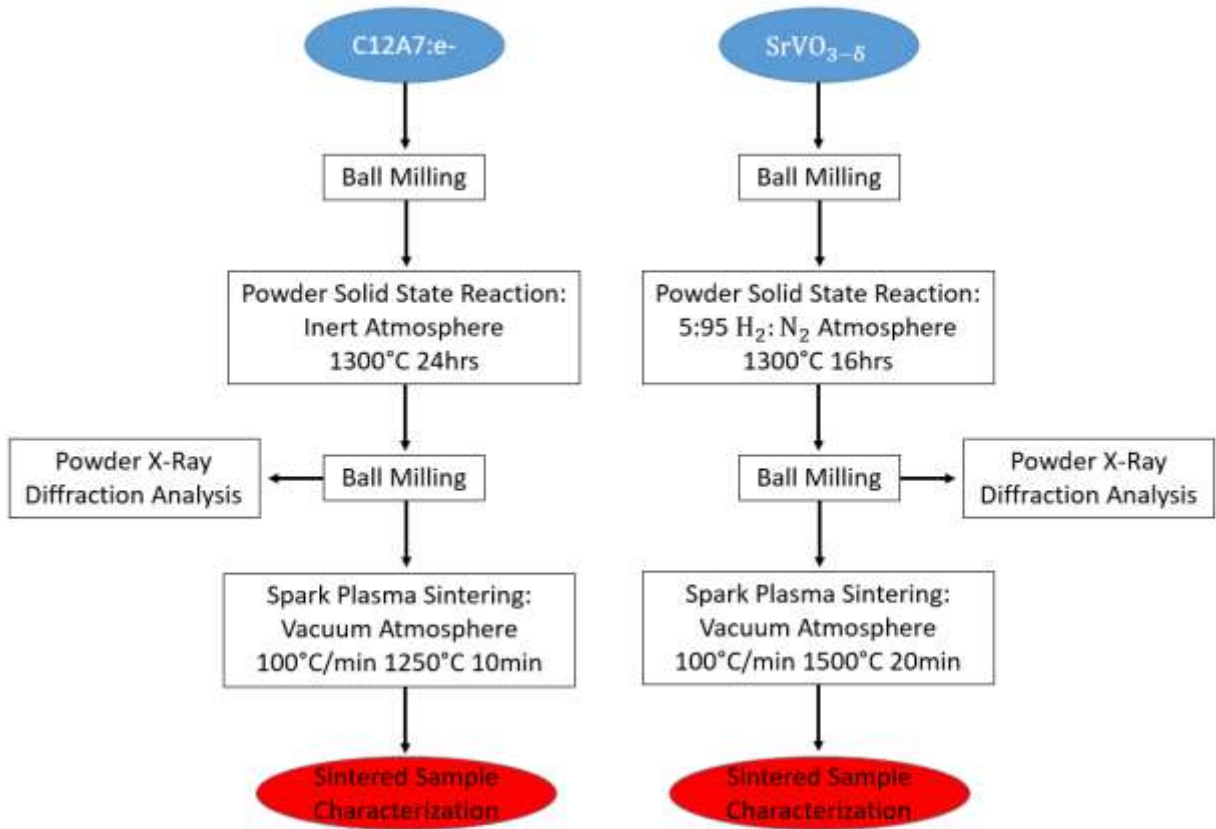 C12A7:e-
Ball Milling
Powder Solid State Reaction:
Inert Atmosphere
1300°C 24hrs
Powder X-Ray
Diffraction Analysis
Ball Milling
Spark Plasma Sintering:
Vacuum Atmosphere
100°C/min 1250°C 10min
Sintered Sample
Characterization
SrVO₃₋δ
Ball Milling
Powder Solid State Reaction:
5:95 H₂: N₂ Atmosphere
1300°C 16hrs
Ball Milling
Powder X-Ray
Diffraction Analysis
Spark Plasma Sintering:
Vacuum Atmosphere
100°C/min 1500°C 20min
Sintered Sample
Characterization